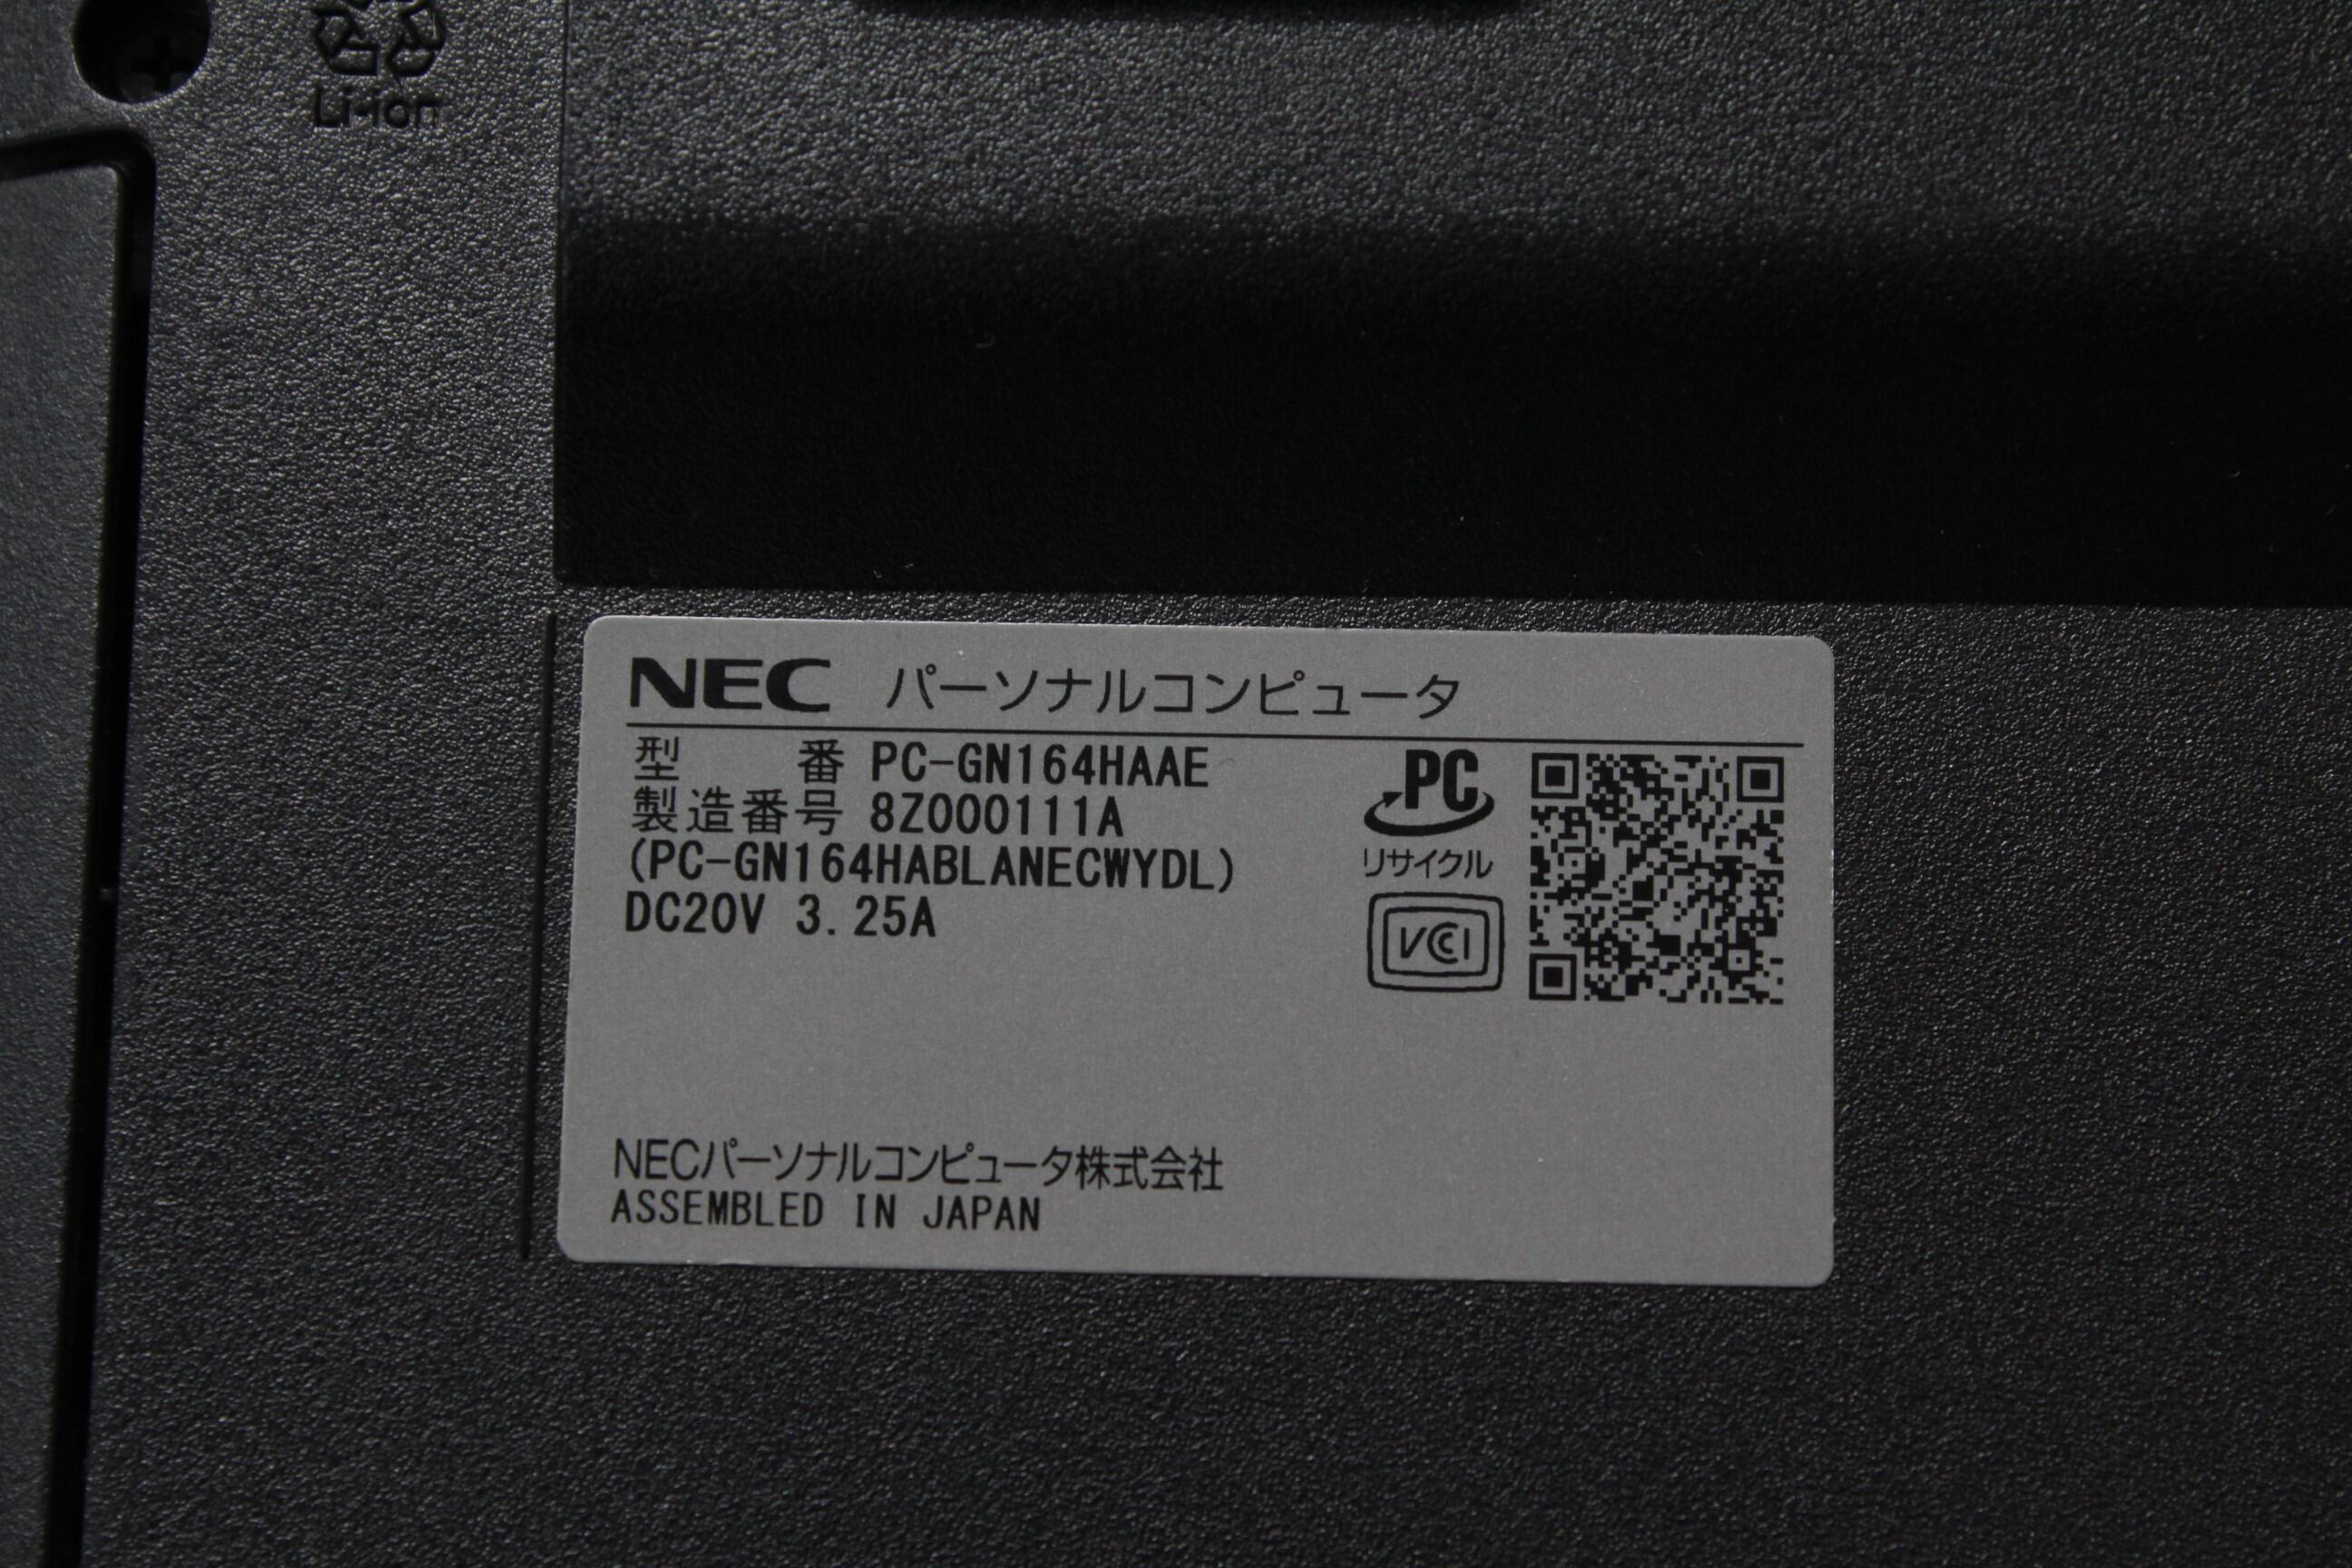 Li-ion
NEC パーソナルコンピュータ
型 番 PC-GN164HAAE
製造番号 8Z000111A
(PC-GN164HABLANECWYDL)
DC20V 3.25A
PC
リサイクル
VCCI
NECパーソナルコンピュータ株式会社
ASSEMBLED IN JAPAN